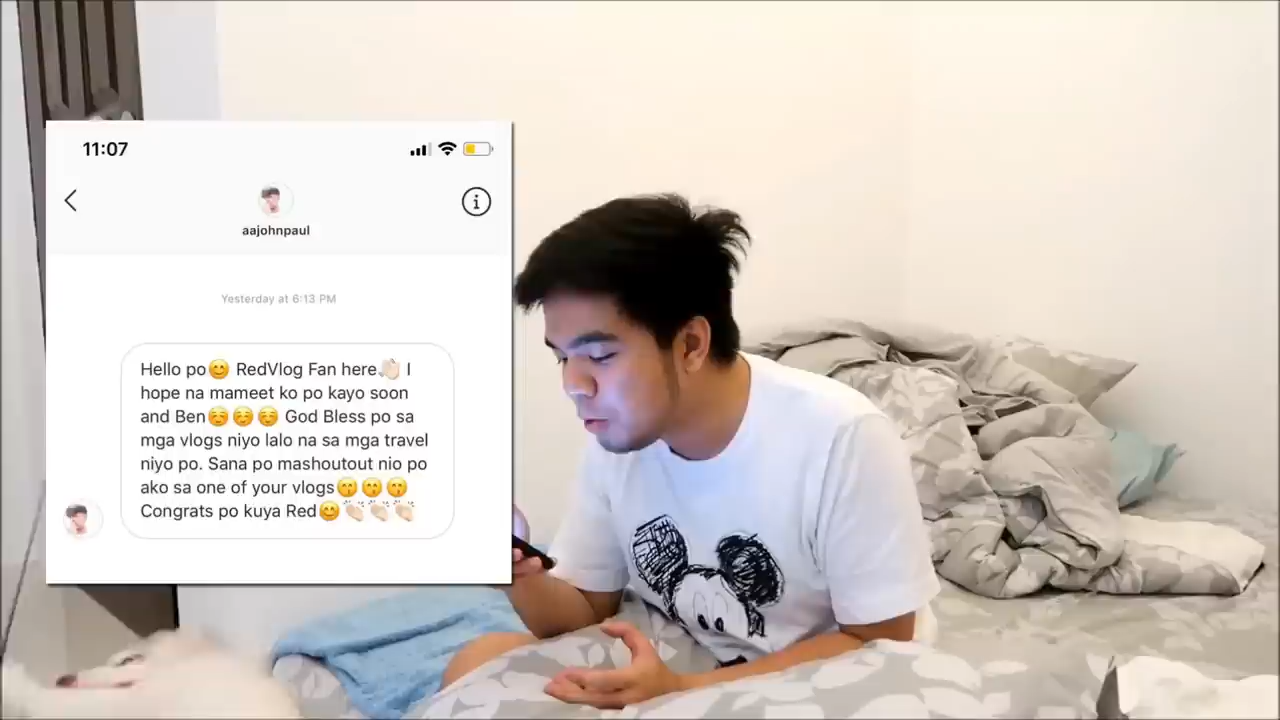 11:07
aajohnpaul
Yesterday at 6:13 PM
Hello po😊 RedVlog Fan here👏🏻 I
hope na mameet ko po kayo soon
and Ben☺️☺️☺️ God Bless po sa
mga vlogs niyo lalo na sa mga travel
niyo po. Sana po mashoutout nio po
ako sa one of your vlogs😙😙😙
Congrats po kuya Red😊👏🏻👏🏻👏🏻